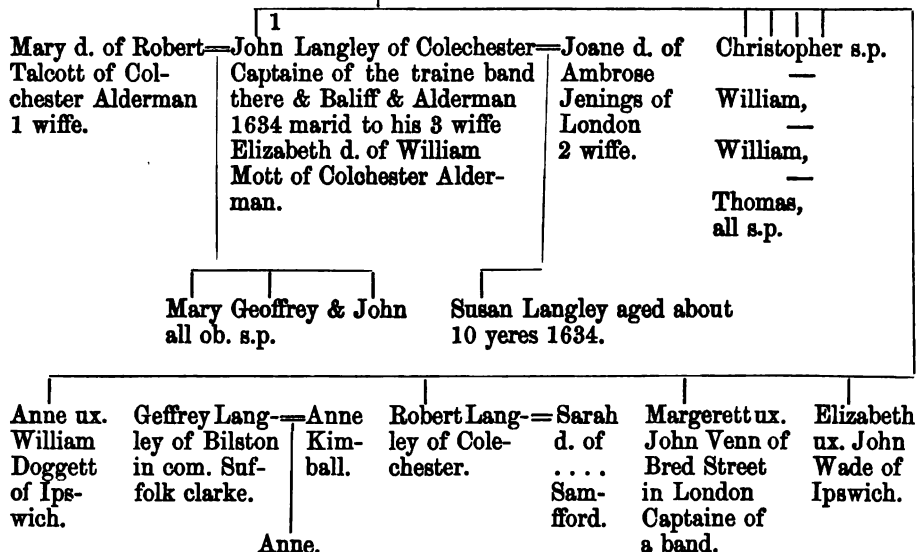 1
Mary d. of Robert=John Langley of Colechester=Joane d. of
Talcott of Col-
chester Alderman
1 wiffe.
Captaine of the traine band
there & Baliff & Alderman
1634 marid to his 3 wiffe
Elizabeth d. of William
Mott of Colchester Alder-
man.
Ambrose
Jenings of
London
2 wiffe.
Christopher s.p.
—
William,
—
William,
—
Thomas,
all s.p.
Mary Geoffrey & John
all ob. s.p.
Susan Langley aged about
10 yeres 1634.
Anne ux.
William
Doggett
of Ips-
wich.
Geffrey Lang-=Anne
ley of Bilston
in com. Suf-
folk clarke.
Kim-
ball.
Anne.
Robert Lang-=Sarah
ley of Cole-
chester.
d. of
. . . .
Sam-
fford.
Margerett ux.
John Venn of
Bred Street
in London
Captaine of
a band.
Elizabeth
ux. John
Wade of
Ipswich.